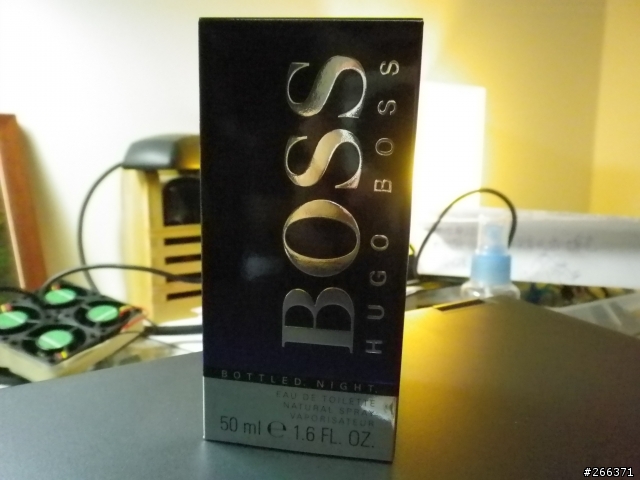 BOSS
HUGO BOSS
BOTTLED. NIGHT.
EAU DE TOILETTE
NATURAL SPRAY
VAPORISATEUR
50 ml ℮ 1.6 FL. OZ.
#266371